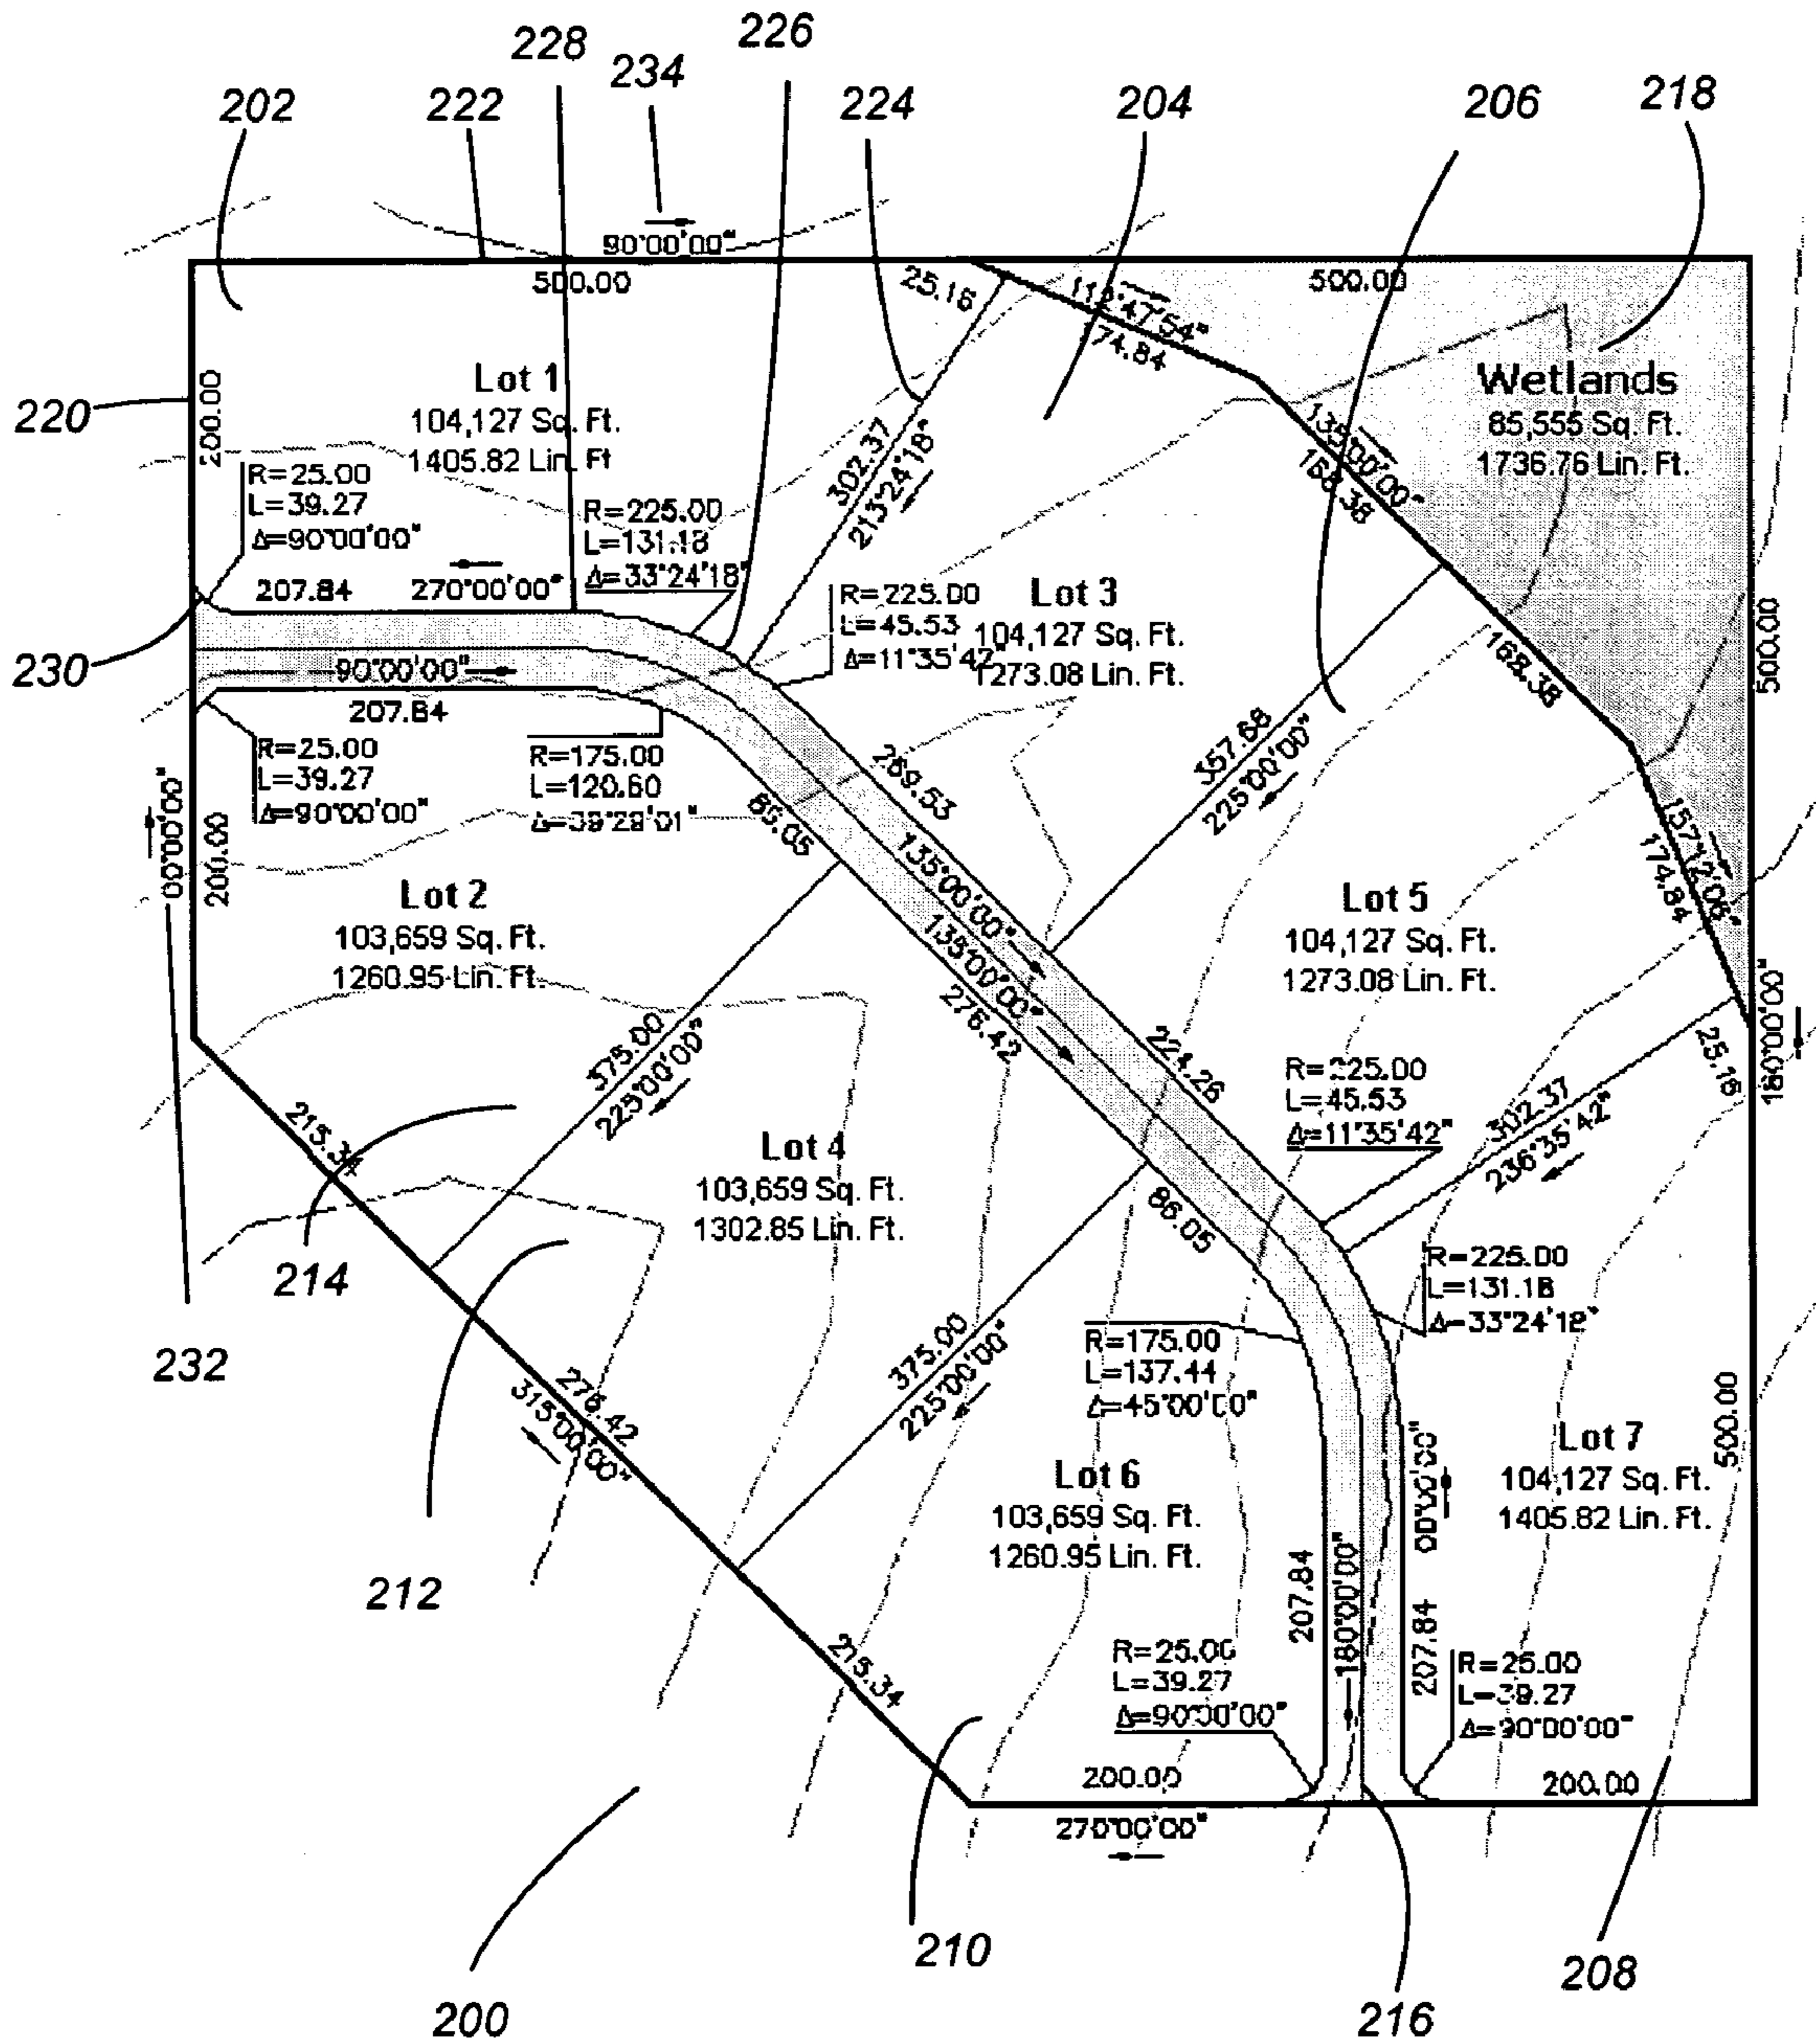 228
234
226
202
222
224
204
206
218
90°00'00"
500.00
500.00
25.16
112°47'54"
174.84
Lot 1
104,127 Sq. Ft.
1405.82 Lin. Ft
220
200.00
Wetlands
85,555 Sq. Ft.
1736.76 Lin. Ft.
302.37
213°24'18"
135°00'00"
168.38
R=25.00
L=39.27
Δ=90°00'00"
R=225.00
L=131.18
Δ=33°24'18"
207.84
270°00'00"
R=225.00
L=45.53
Δ=11°35'42"
Lot 3
104,127 Sq. Ft.
1273.08 Lin. Ft.
500.00
168.38
230
90°00'00"
207.84
R=25.00
L=39.27
Δ=90°00'00"
R=175.00
L=120.60
Δ=39°29'01"
269.53
357.68
225°00'00"
86.05
00°00'00"
200.00
157°12'06"
174.84
Lot 2
103,659 Sq. Ft.
1260.95 Lin. Ft.
135°00'00"
135°00'00"
276.42
Lot 5
104,127 Sq. Ft.
1273.08 Lin. Ft.
375.00
225°00'00"
224.26
25.16
180°00'00"
R=225.00
L=45.53
Δ=11°35'42"
302.37
236°35'42"
215.34
Lot 4
103,659 Sq. Ft.
1302.85 Lin. Ft.
86.05
214
232
R=225.00
L=131.18
Δ=33°24'18"
R=175.00
L=137.44
Δ=45°00'00"
375.00
225°00'00"
276.42
315°00'00"
500.00
00°00'00"
Lot 7
104,127 Sq. Ft.
1405.82 Lin. Ft.
Lot 6
103,659 Sq. Ft.
1260.95 Lin. Ft.
212
207.84
180°00'00"
207.84
215.34
R=25.00
L=39.27
Δ=90°00'00"
R=25.00
L=39.27
Δ=90°00'00"
200.00
200.00
270°00'00"
210
208
200
216